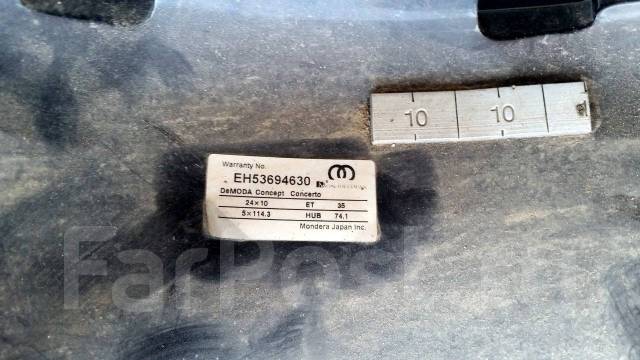 Warranty No.
EH53694630
DeMODA Concept Concerto
24×10 ET 35
5×114.3 HUB 74.1
Mondera Japan Inc.
10 10
FarPost.ru